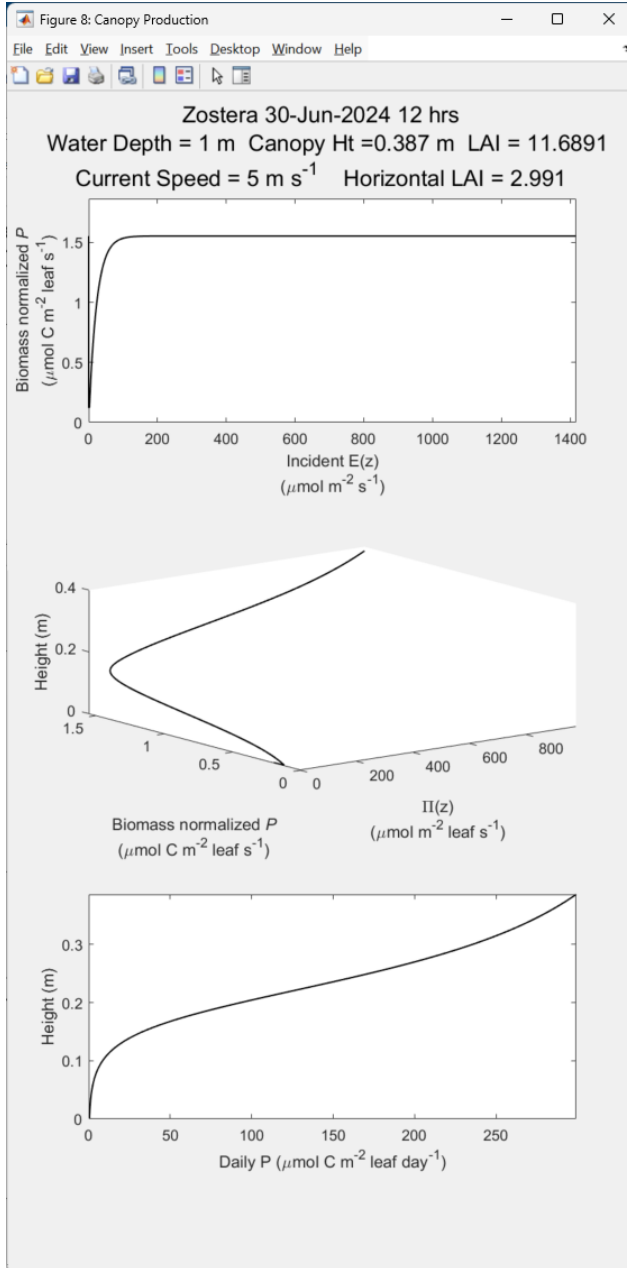 Figure 8: Canopy Production
File Edit View Insert Tools Desktop Window Help
Zostera 30-Jun-2024 12 hrs
Water Depth = 1 m Canopy Ht =0.387 m LAI = 11.6891
Current Speed = 5 m s⁻¹ Horizontal LAI = 2.991
Biomass normalized P
(μmol C m⁻² leaf s⁻¹)
1.5
1
0.5
0
0 200 400 600 800 1000 1200 1400
Incident E(z)
(μmol m⁻² s⁻¹)
Height (m)
0.4
0.2
0
1.5
1
0.5
0
0 200 400 600 800
Biomass normalized P
(μmol C m⁻² leaf s⁻¹)
Π(z)
(μmol m⁻² leaf s⁻¹)
Height (m)
0.3
0.2
0.1
0
0 50 100 150 200 250
Daily P (μmol C m⁻² leaf day⁻¹)